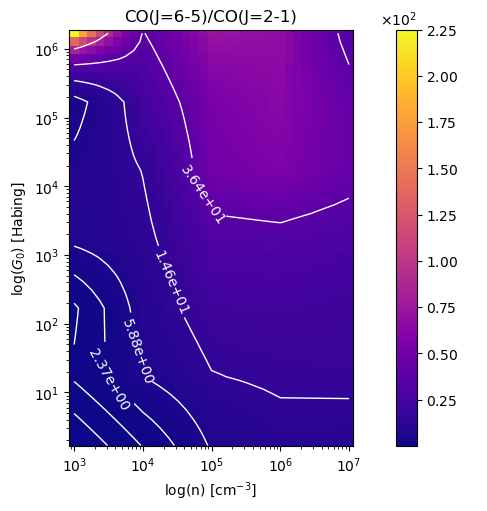 CO(J=6-5)/CO(J=2-1)
×10²
log(G₀) [Habing]
10⁶
10⁵
10⁴
10³
10²
10¹
3.64e+01
1.46e+01
5.88e+00
2.37e+00
10³ 10⁴ 10⁵ 10⁶ 10⁷
log(n) [cm⁻³]
2.25
2.00
1.75
1.50
1.25
1.00
0.75
0.50
0.25